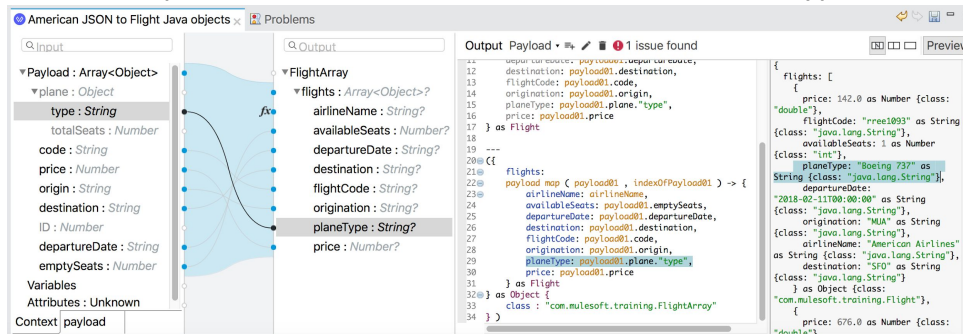 American JSON to Flight Java objects
Problems
Input
Payload : Array<Object>
plane : Object
type : String
totalSeats : Number
code : String
price : Number
origin : String
destination : String
ID : Number
departureDate : String
emptySeats : Number
Variables
Attributes : Unknown
Context payload
Output
FlightArray
flights : Array<Object>?
fx airlineName : String?
availableSeats : Number?
departureDate : String?
destination : String?
flightCode : String?
origination : String?
planeType : String?
price : Number?
Output Payload 1 issue found
Preview
11 departureDate: payload01.departureDate,
12 destination: payload01.destination,
13 flightCode: payload01.code,
14 origination: payload01.origin,
15 planeType: payload01.plane."type",
16 price: payload01.price
17 } as Flight
18
19 ---
20 ({
21 flights:
22 payload map ( payload01 , indexOfPayload01 ) -> {
23 airlineName: airlineName,
24 availableSeats: payload01.emptySeats,
25 departureDate: payload01.departureDate,
26 destination: payload01.destination,
27 flightCode: payload01.code,
28 origination: payload01.origin,
29 planeType: payload01.plane."type",
30 price: payload01.price
31 } as Flight
32 } as Object {
33 class : "com.mulesoft.training.FlightArray"
34 } )
{
flights: [
{
price: 142.0 as Number {class:
"double"},
flightCode: "rree1093" as String
{class: "java.lang.String"},
availableSeats: 1 as Number
{class: "int"},
planeType: "Boeing 737" as
String {class: "java.lang.String"},
departureDate:
"2018-02-11T00:00:00" as String
{class: "java.lang.String"},
origination: "MUA" as String
{class: "java.lang.String"},
airlineName: "American Airlines"
as String {class: "java.lang.String"},
destination: "SFO" as String
{class: "java.lang.String"}
} as Object {class:
"com.mulesoft.training.Flight"},
{
price: 676.0 as Number {class:
"double"}